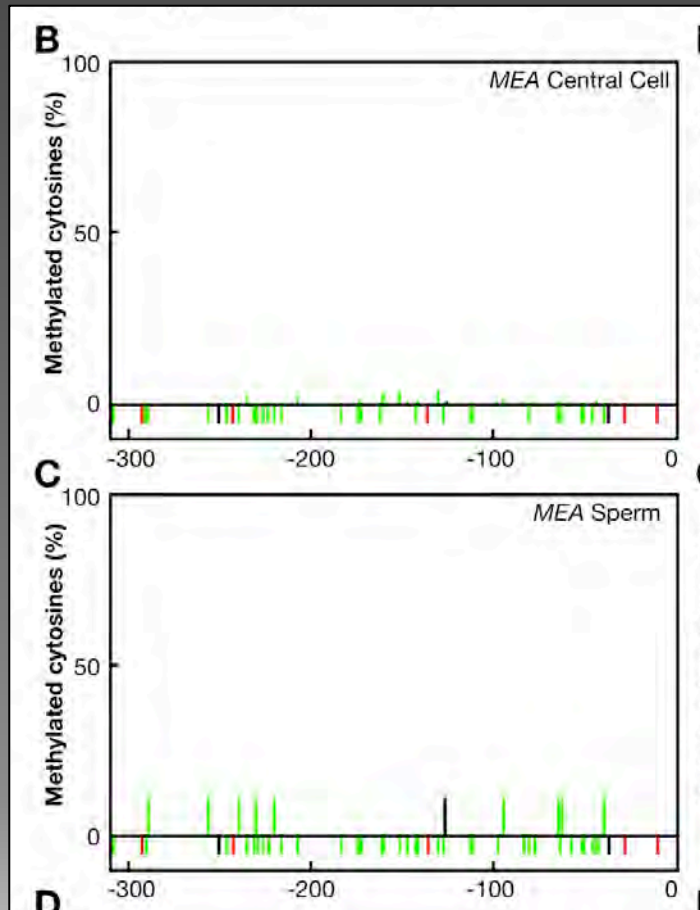 B
100
MEA Central Cell
Methylated cytosines (%)
50
0
-300 -200 -100 0
C
100
MEA Sperm
Methylated cytosines (%)
50
0
-300 -200 -100 0
D